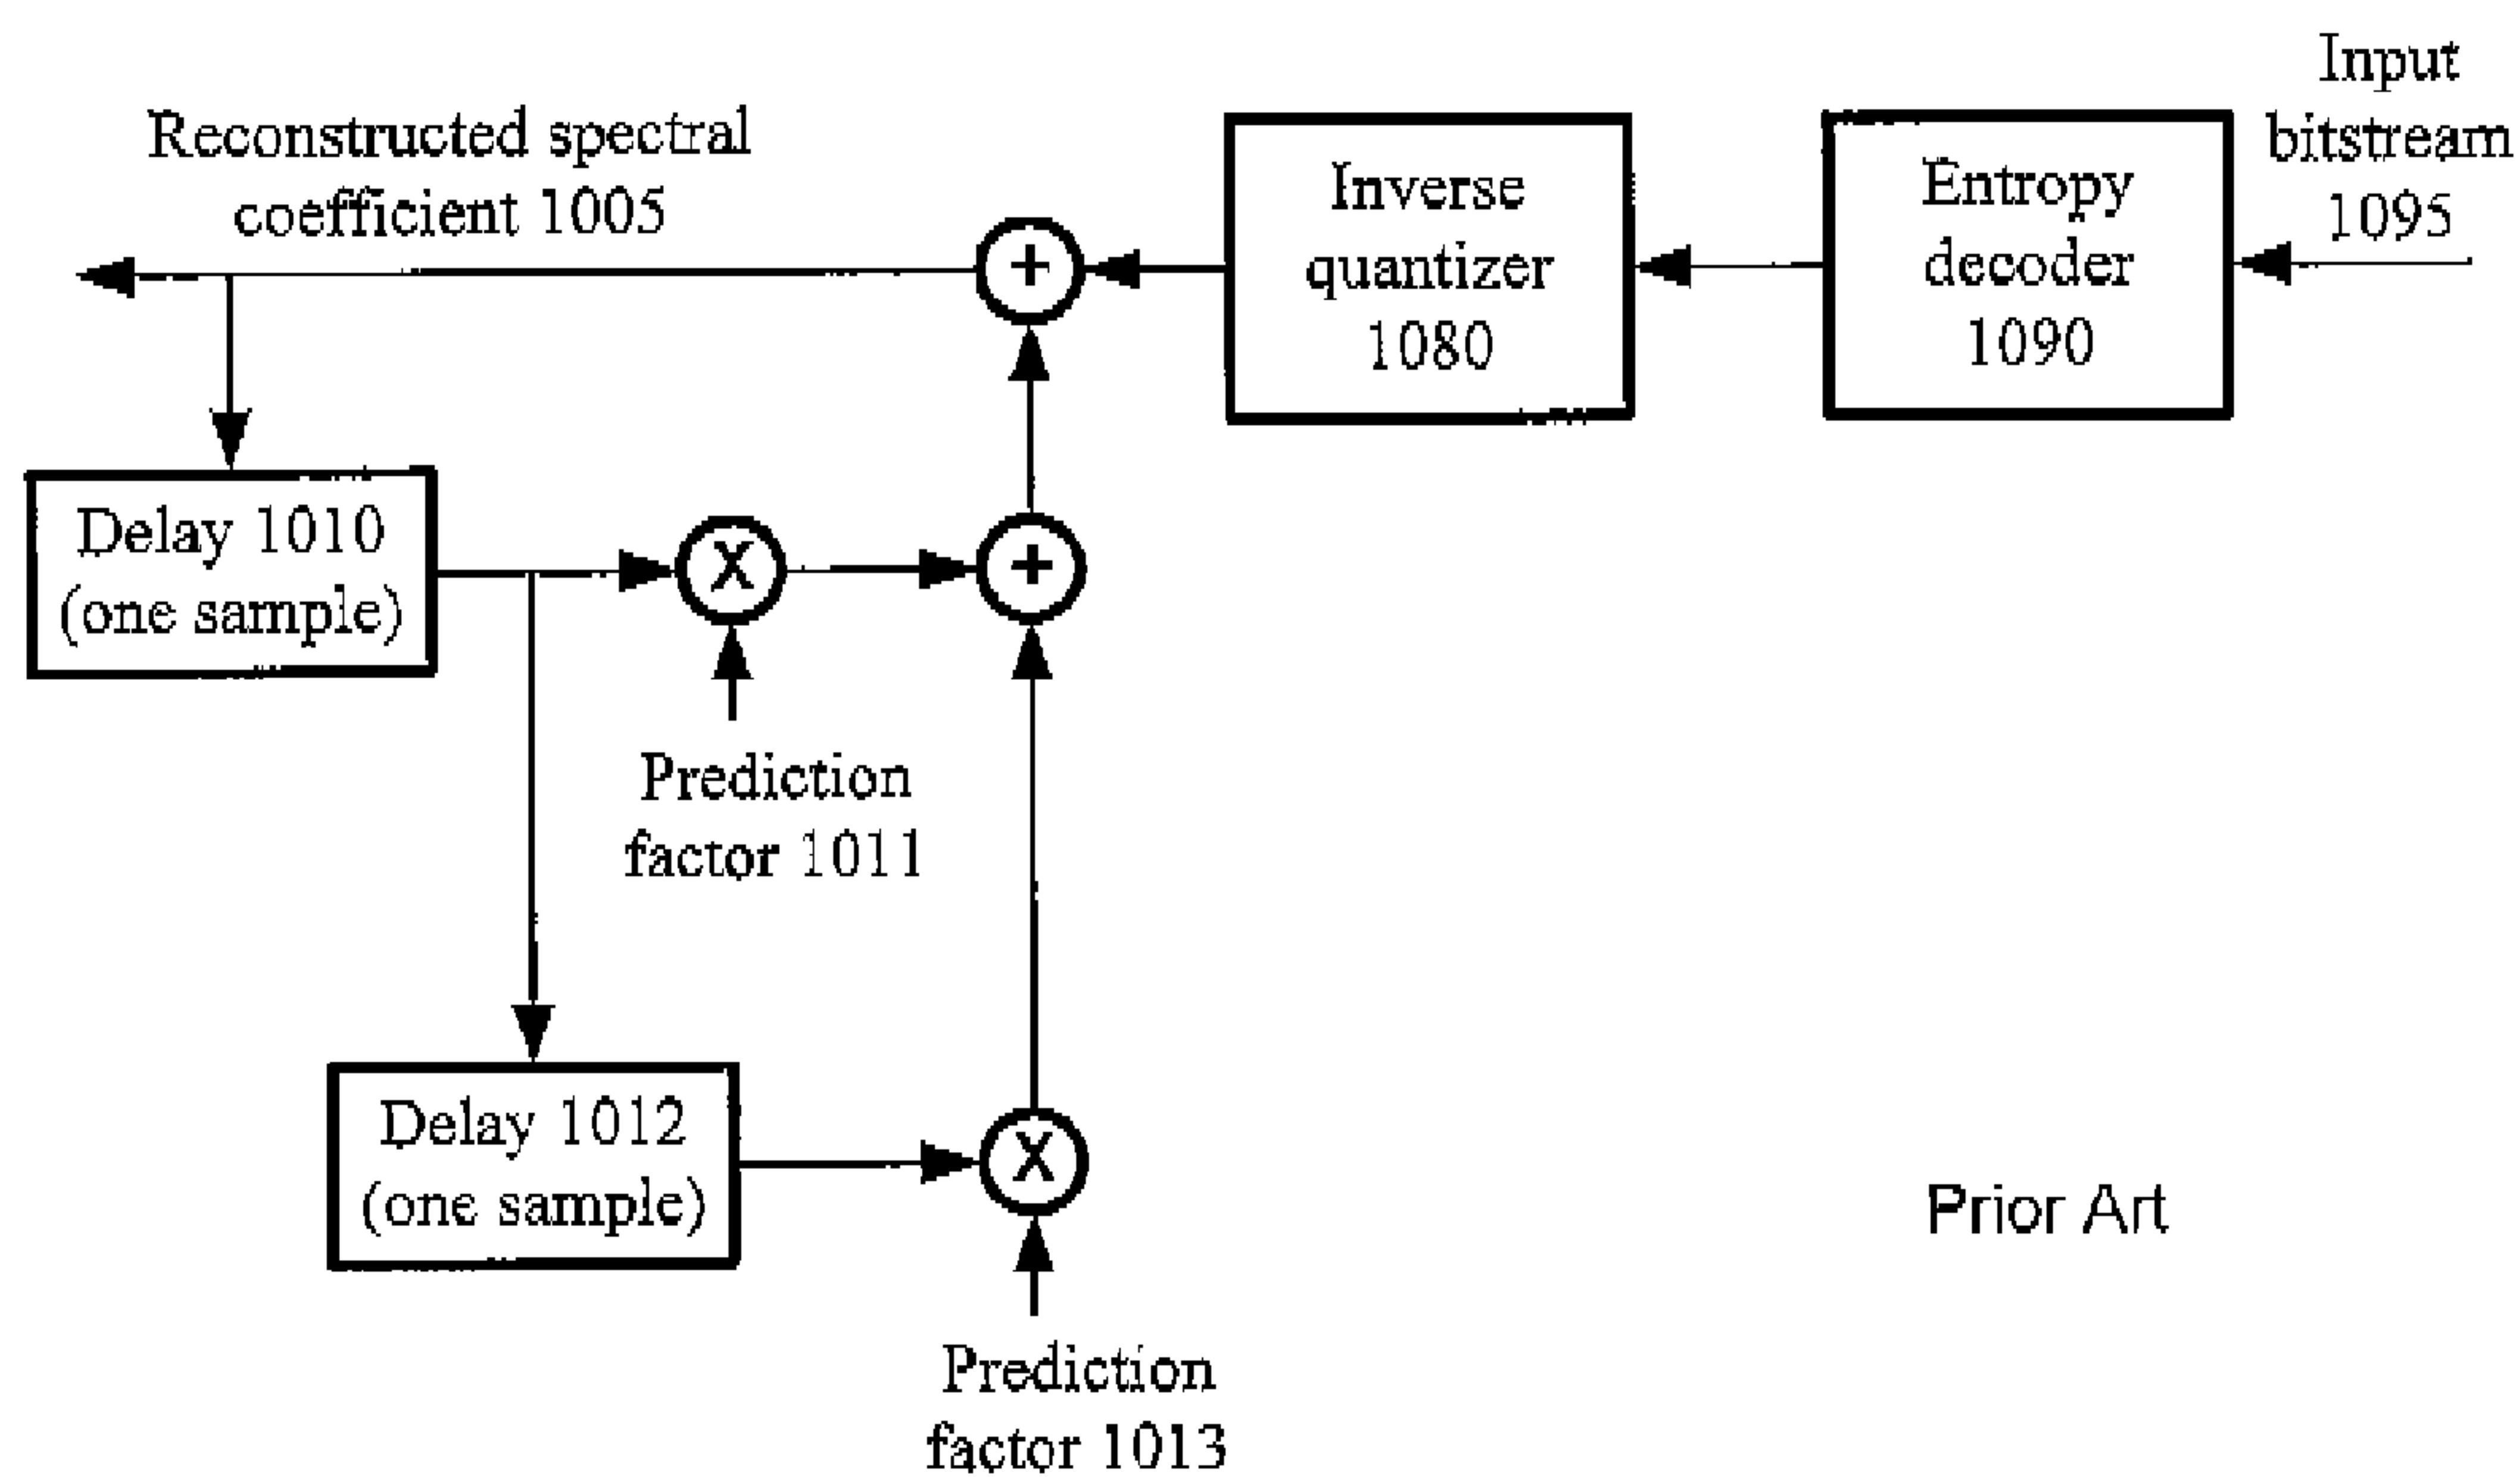 Input
bitstream
1095
Reconstructed spectral
coefficient 1005
+
Inverse
quantizer
1080
Entropy
decoder
1090
Delay 1010
(one sample)
X
+
Prediction
factor 1011
Delay 1012
(one sample)
X
Prior Art
Prediction
factor 1013